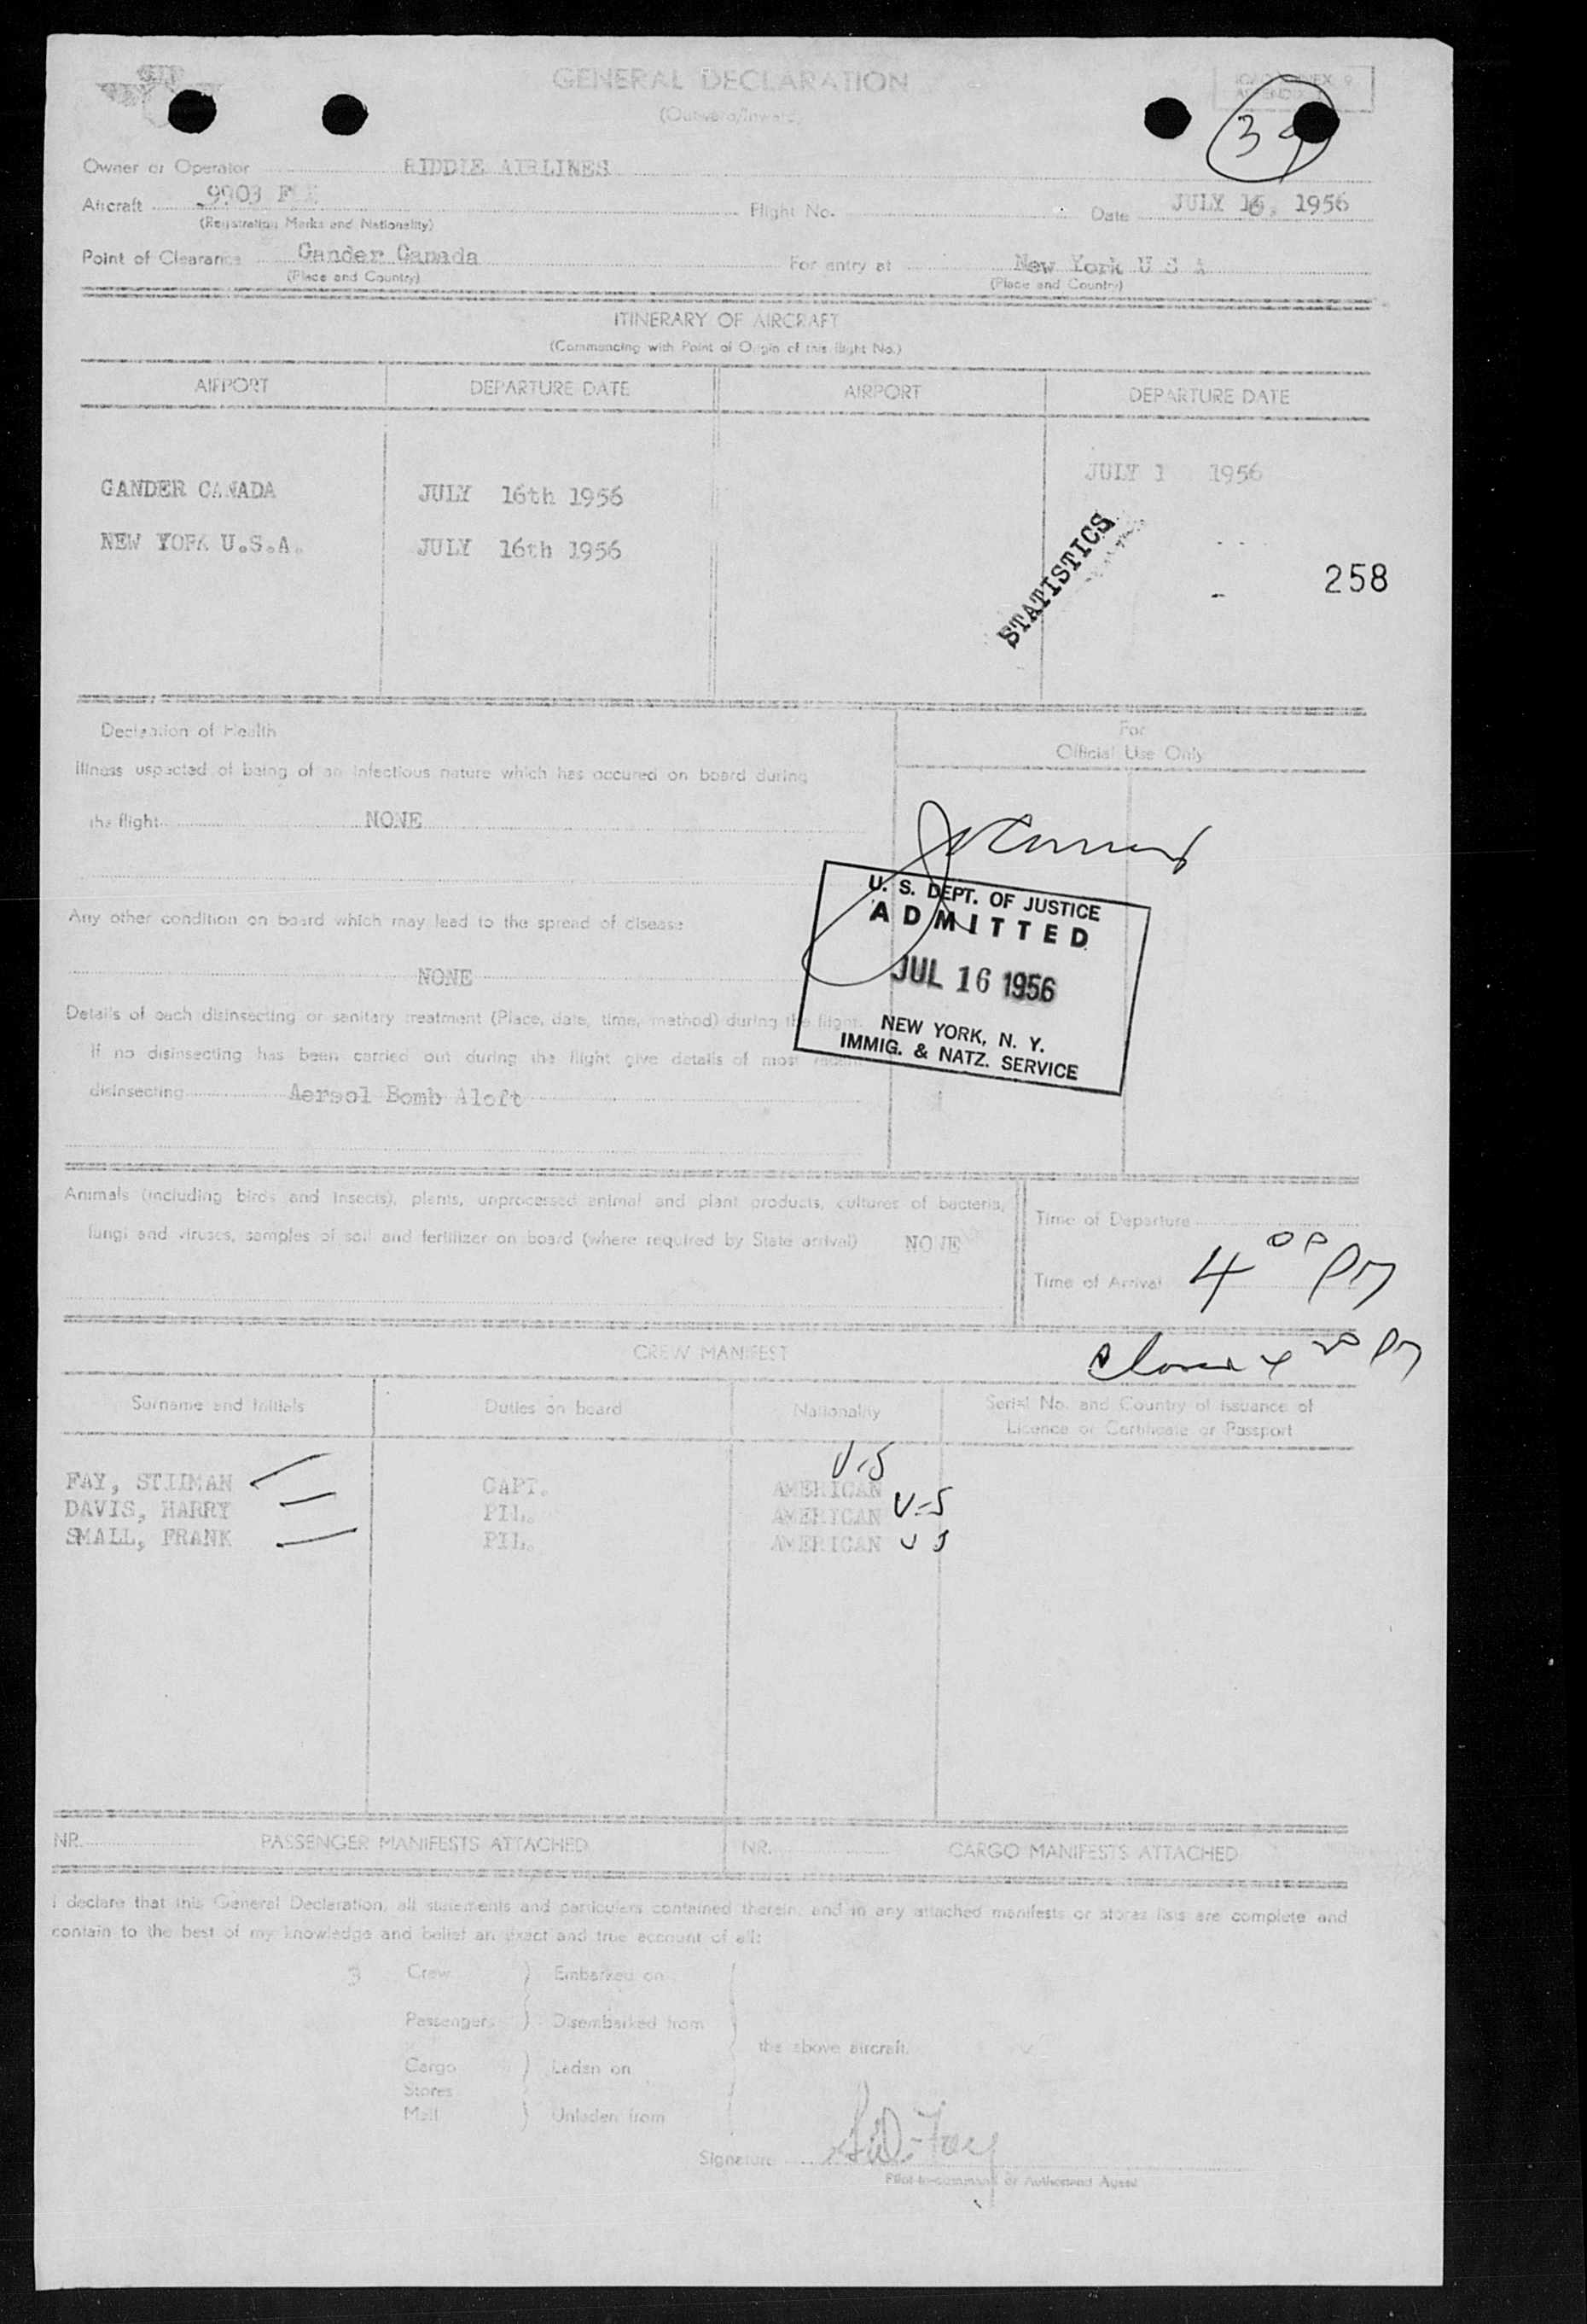 GENERAL DECLARATION
(Outward/Inward)
ICAO ANNEX 9
APPENDIX 1
39
Owner or Operator RIDDLE AIRLINES
Aircraft 9003 Flight No. Date JULY 16, 1956
(Registration Marks and Nationality)
Point of Clearance Gander Canada For entry at New York U S A
(Place and Country) (Place and Country)
ITINERARY OF AIRCRAFT
(Commencing with Point of Origin of this flight No.)
AIRPORT DEPARTURE DATE AIRPORT DEPARTURE DATE
JULY 1 1956
GANDER CANADA JULY 16th 1956
NEW YORK U.S.A. JULY 16th 1956
STATISTICS
258
Declaration of Health
For
Official Use Only
Illness uspected of being of an infectious nature which has occured on board during
the flight NONE
Any other condition on board which may lead to the spread of disease
NONE
U. S. DEPT. OF JUSTICE
ADMITTED
JUL 16 1956
NEW YORK, N. Y.
IMMIG. & NATZ. SERVICE
Details of each disinsecting or sanitary treatment (Place, date, time, method) during the flight.
If no disinsecting has been carried out during the flight give details of most recent
disinsecting Aersol Bomb Aloft
Animals (including birds and insects), plants, unprocessed animal and plant products, cultures of bacteria,
fungi and viruses, samples of soil and fertilizer on board (where required by State arrival) NONE
Time of Departure
Time of Arrival 4 00 PM
CREW MANIFEST
Surname and Initials Duties on board Nationality Serial No. and Country of issuance of
Licence or Certificate or Passport
U.S
FAY, STIIMAN CAPT. AMERICAN
DAVIS, HARRY PIL. AMERICAN U-S
SMALL, FRANK PIL. AMERICAN U S
NR. PASSENGER MANIFESTS ATTACHED NR. CARGO MANIFESTS ATTACHED
I declare that this General Declaration, all statements and particulars contained therein, and in any attached manifests or stores lists are complete and
contain to the best of my knowledge and belief an exact and true account of all:
3 Crew ) Embarked on
Passengers ) Disembarked from
the above aircraft.
Cargo ) Laden on
Stores
Mail ) Unladen from
Signature
Pilot-in-command or Authorized Agent